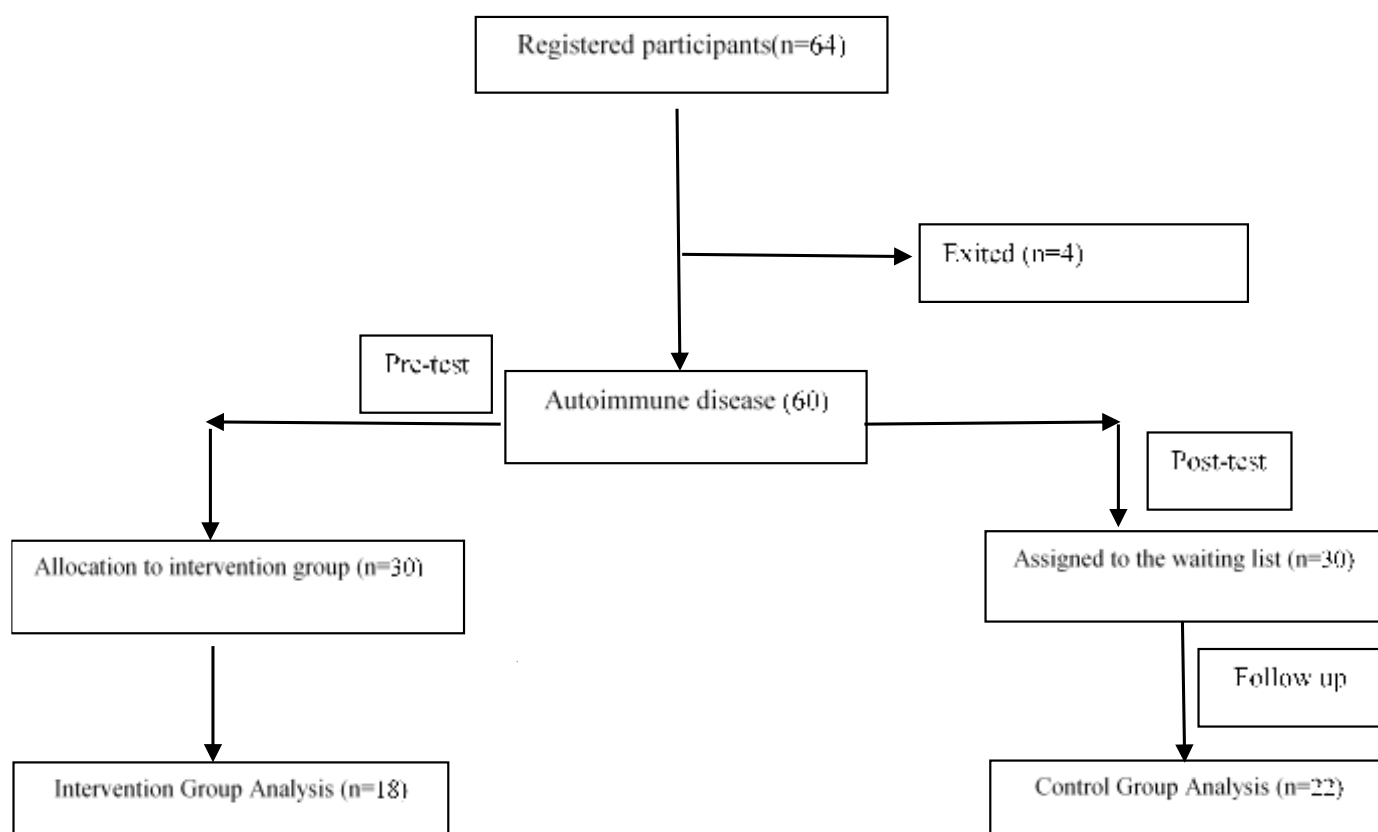 Registered participants(n=64)
Exited (n=4)
Pre-test
Autoimmune disease (60)
Post-test
Allocation to intervention group (n=30)
Assigned to the waiting list (n=30)
Follow up
Intervention Group Analysis (n=18)
Control Group Analysis (n=22)